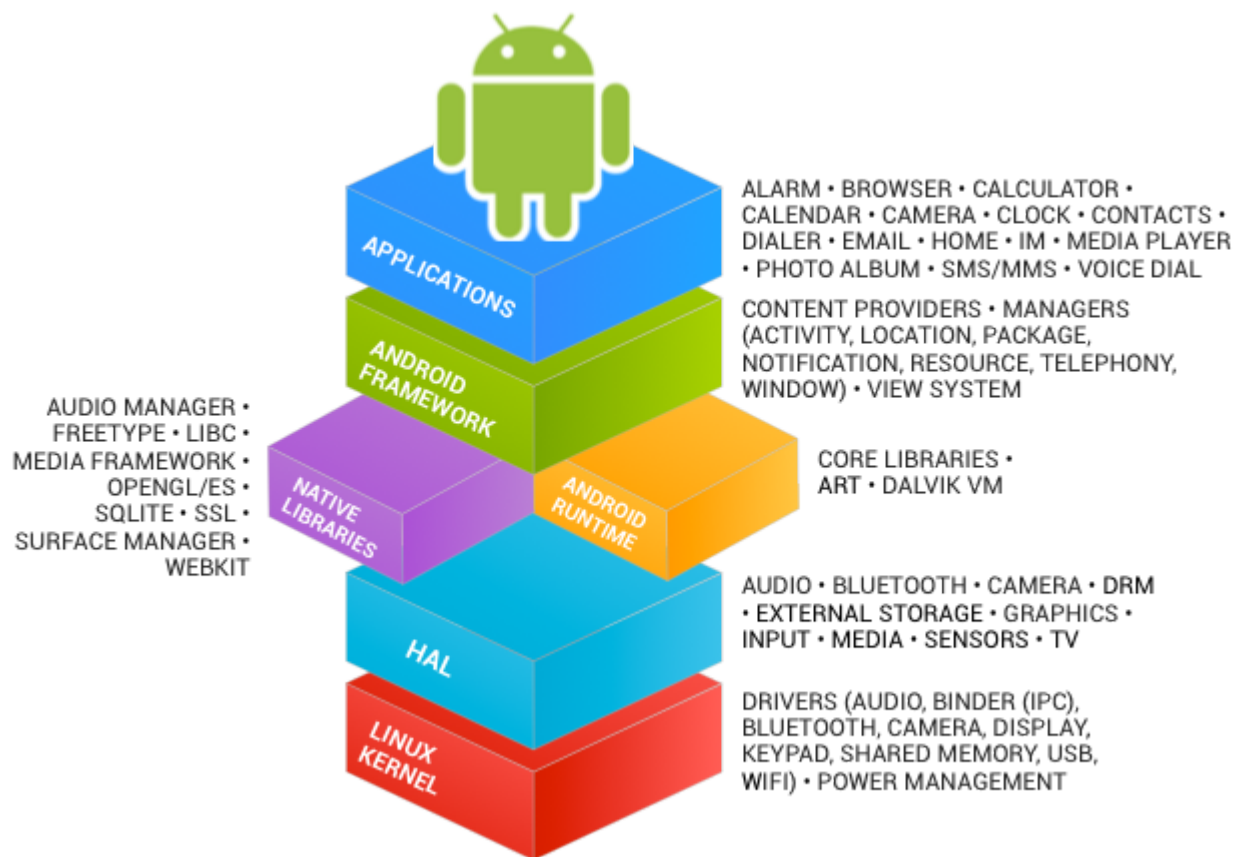 APPLICATIONS
ALARM • BROWSER • CALCULATOR •
CALENDAR • CAMERA • CLOCK • CONTACTS •
DIALER • EMAIL • HOME • IM • MEDIA PLAYER
• PHOTO ALBUM • SMS/MMS • VOICE DIAL
ANDROID
FRAMEWORK
CONTENT PROVIDERS • MANAGERS
(ACTIVITY, LOCATION, PACKAGE,
NOTIFICATION, RESOURCE, TELEPHONY,
WINDOW) • VIEW SYSTEM
AUDIO MANAGER •
FREETYPE • LIBC •
MEDIA FRAMEWORK •
OPENGL/ES •
SQLITE • SSL •
SURFACE MANAGER •
WEBKIT
NATIVE
LIBRARIES
ANDROID
RUNTIME
CORE LIBRARIES •
ART • DALVIK VM
HAL
AUDIO • BLUETOOTH • CAMERA • DRM
• EXTERNAL STORAGE • GRAPHICS •
INPUT • MEDIA • SENSORS • TV
LINUX
KERNEL
DRIVERS (AUDIO, BINDER (IPC),
BLUETOOTH, CAMERA, DISPLAY,
KEYPAD, SHARED MEMORY, USB,
WIFI) • POWER MANAGEMENT